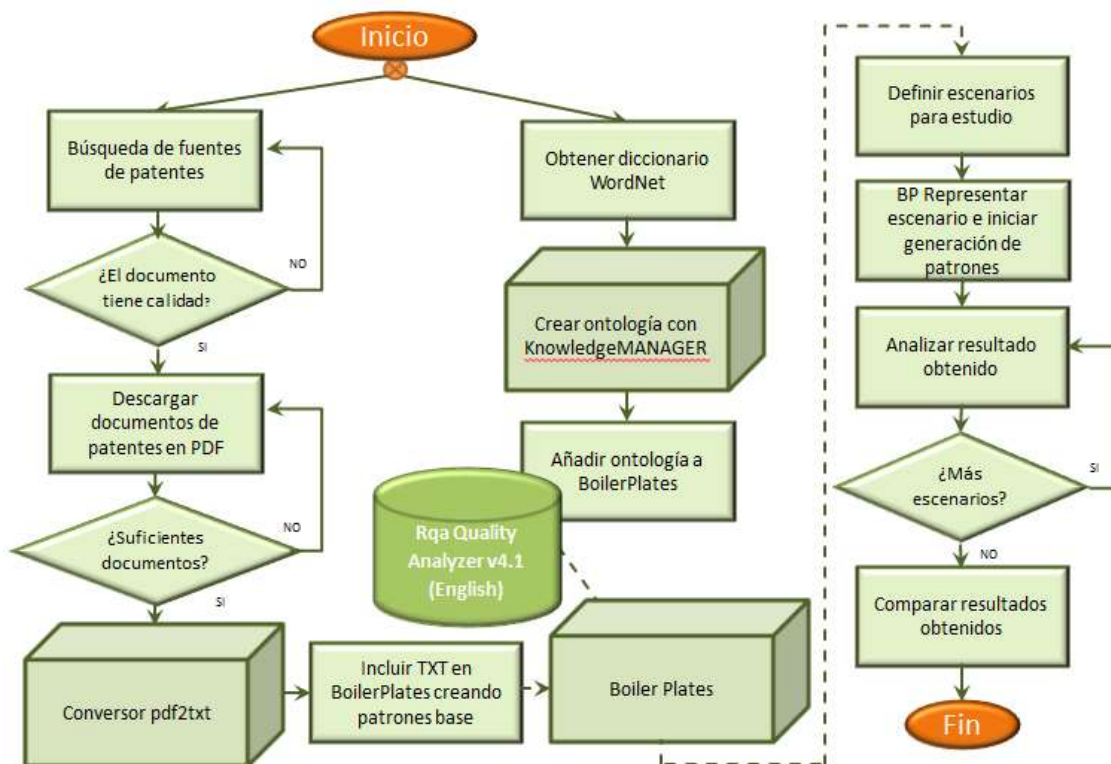 Inicio
Búsqueda de fuentes
de patentes
NO
¿El documento
tiene calidad?
SI
Descargar
documentos de
patentes en PDF
NO
¿Suficientes
documentos?
SI
Conversor pdf2txt
Incluir TXT en
BoilerPlates creando
patrones base
Obtener diccionario
WordNet
Crear ontología con
KnowledgeMANAGER
Añadir ontología a
BoilerPlates
Rqa Quality
Analyzer v4.1
(English)
Boiler Plates
Definir escenarios
para estudio
BP Representar
escenario e iniciar
generación de
patrones
Analizar resultado
obtenido
¿Más
escenarios?
SI
NO
Comparar resultados
obtenidos
Fin